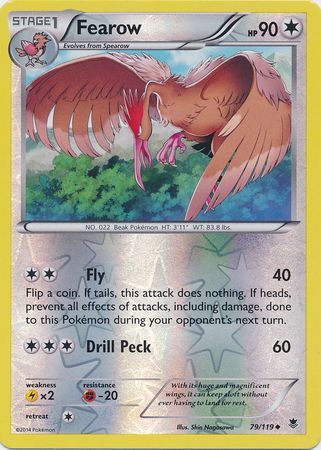 STAGE1
Fearow
HP 90
Evolves from Spearow
NO. 022 Beak Pokémon HT: 3'11" WT: 83.8 lbs.
Fly 40
Flip a coin. If tails, this attack does nothing. If heads,
prevent all effects of attacks, including damage, done
to this Pokémon during your opponent's next turn.
Drill Peck 60
weakness
×2
resistance
-20
retreat
With its huge and magnificent
wings, it can keep aloft without
ever having to land for rest.
©2014 Pokémon
Illus. Shin Nagasawa
79/119